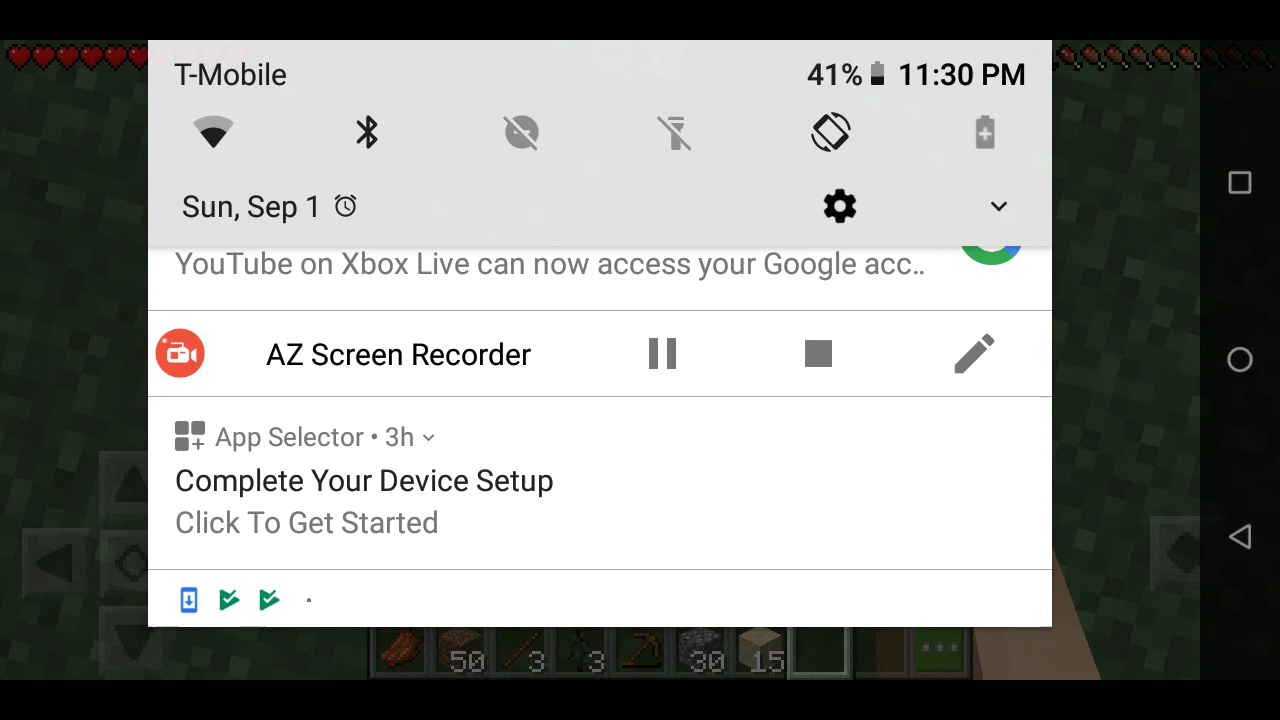 T-Mobile 41% 11:30 PM
Sun, Sep 1
YouTube on Xbox Live can now access your Google acc..
AZ Screen Recorder
App Selector • 3h
Complete Your Device Setup
Click To Get Started
50 3 3 30 15